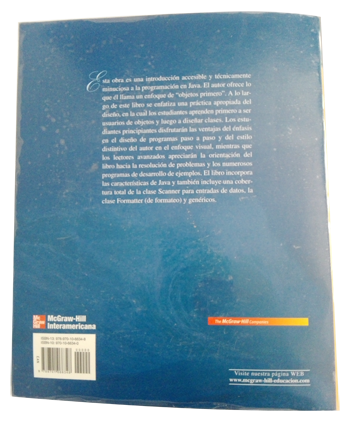 Esta obra es una introducción accesible y técnicamente
minuciosa a la programación en Java. El autor ofrece lo
que él llama un enfoque de "objetos primero". A lo lar-
go de este libro se enfatiza una práctica apropiada del
diseño, en la cual los estudiantes aprenden primero a ser
usuarios de objetos y luego a diseñar clases. Los estu-
diantes principiantes disfrutarán las ventajas del énfasis
en el diseño de programas paso a paso y del estilo
distintivo del autor en el enfoque visual, mientras que
los lectores avanzados apreciarán la orientación del
libro hacia la resolución de problemas y los numerosos
programas de desarrollo de ejemplos. El libro incorpora
las características de Java y también incluye una cober-
tura total de la clase Scanner para entradas de datos, la
clase Formatter (de formateo) y genéricos.
McGraw-Hill
Interamericana
The McGraw-Hill Companies
Visite nuestra página WEB
www.mcgraw-hill-educacion.com